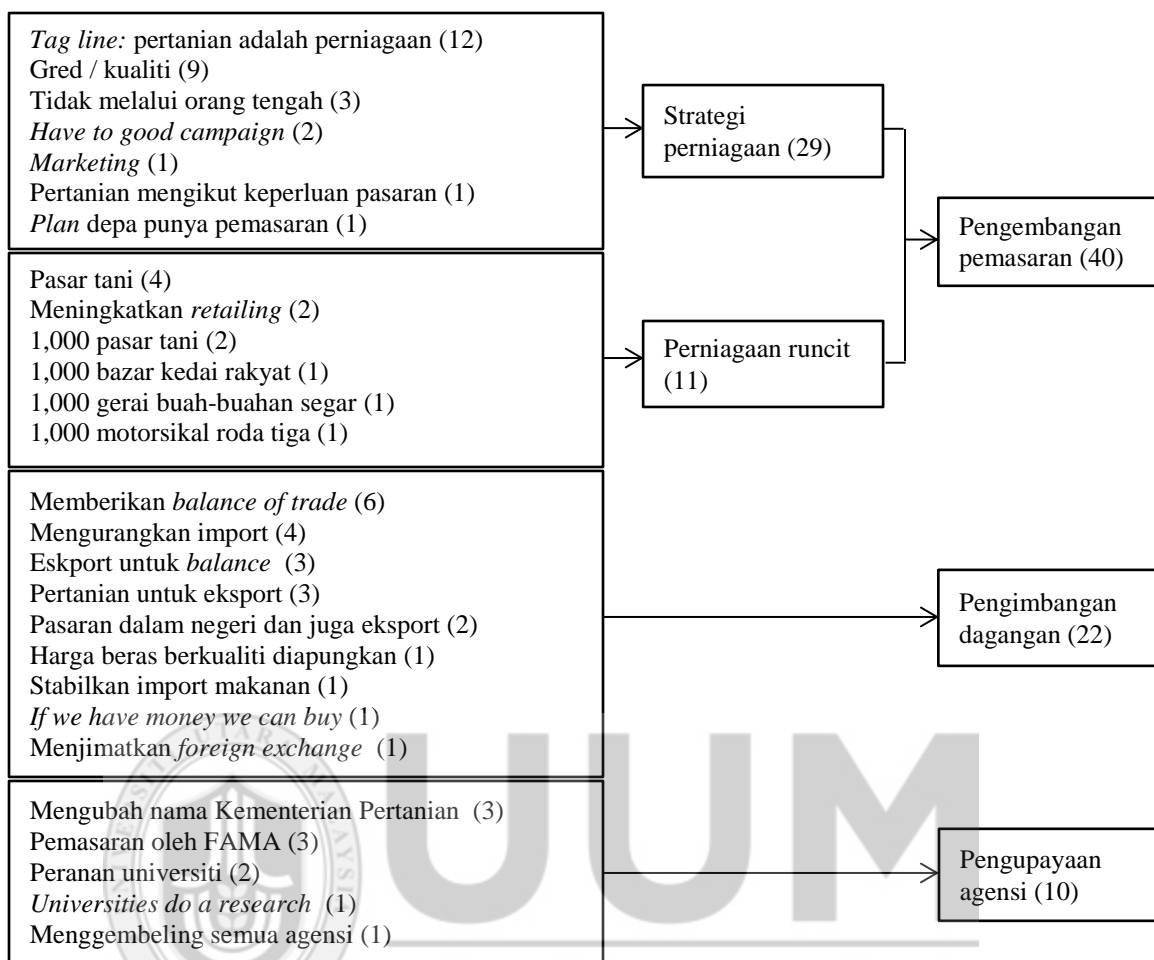 Tag line: pertanian adalah perniagaan (12)
Gred / kualiti (9)
Tidak melalui orang tengah (3)
Have to good campaign (2)
Marketing (1)
Pertanian mengikut keperluan pasaran (1)
Plan depa punya pemasaran (1)
Strategi
perniagaan (29)
Pasar tani (4)
Meningkatkan retailing (2)
1,000 pasar tani (2)
1,000 bazar kedai rakyat (1)
1,000 gerai buah-buahan segar (1)
1,000 motorsikal roda tiga (1)
Perniagaan runcit
(11)
Pengembangan
pemasaran (40)
Memberikan balance of trade (6)
Mengurangkan import (4)
Eskport untuk balance (3)
Pertanian untuk eksport (3)
Pasaran dalam negeri dan juga eksport (2)
Harga beras berkualiti diapungkan (1)
Stabilkan import makanan (1)
If we have money we can buy (1)
Menjimatkan foreign exchange (1)
Pengimbangan
dagangan (22)
Mengubah nama Kementerian Pertanian (3)
Pemasaran oleh FAMA (3)
Peranan universiti (2)
Universities do a research (1)
Menggembeling semua agensi (1)
Pengupayaan
agensi (10)
UNIVERSITI UTARA MALAYSIA
UUM